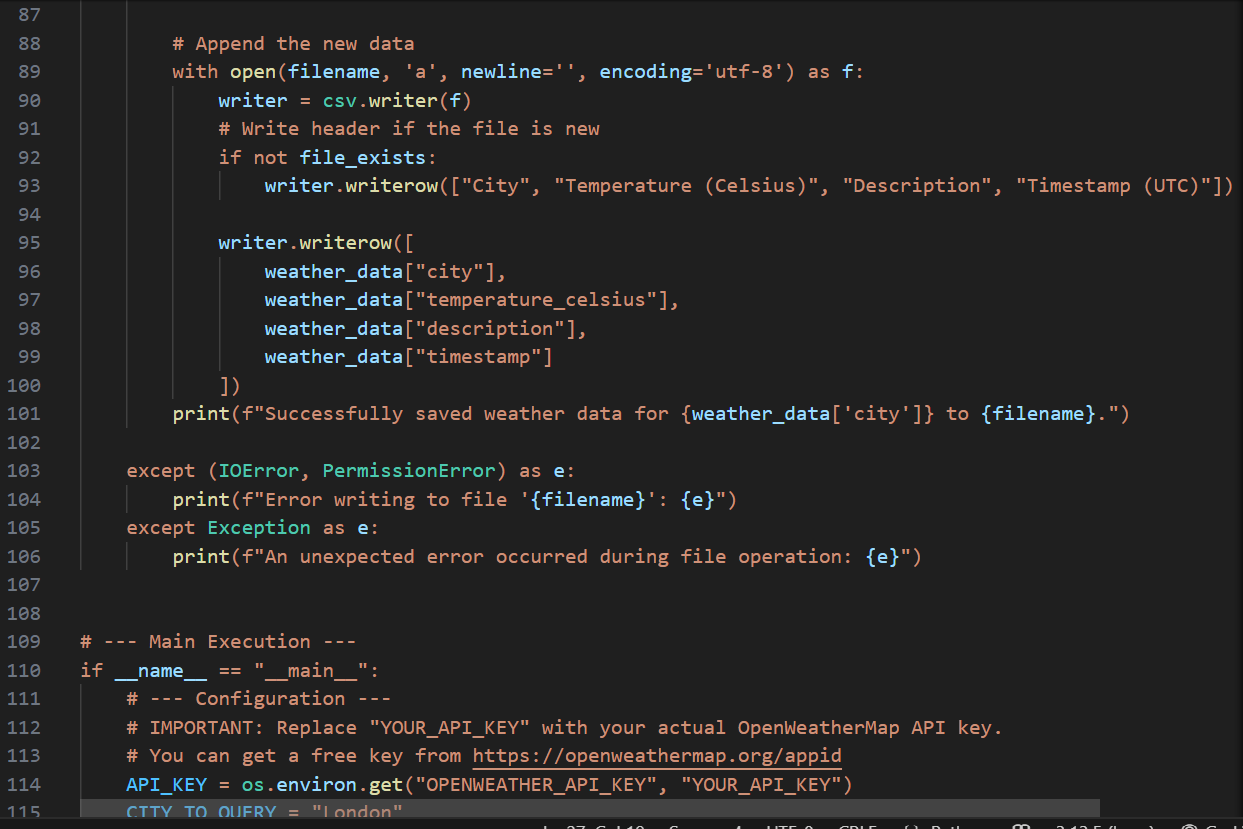 87
88 # Append the new data
89 with open(filename, 'a', newline='', encoding='utf-8') as f:
90 writer = csv.writer(f)
91 # Write header if the file is new
92 if not file_exists:
93 writer.writerow(["City", "Temperature (Celsius)", "Description", "Timestamp (UTC)"])
94
95 writer.writerow([
96 weather_data["city"],
97 weather_data["temperature_celsius"],
98 weather_data["description"],
99 weather_data["timestamp"]
100 ])
101 print(f"Successfully saved weather data for {weather_data['city']} to {filename}.")
102
103 except (IOError, PermissionError) as e:
104 print(f"Error writing to file '{filename}': {e}")
105 except Exception as e:
106 print(f"An unexpected error occurred during file operation: {e}")
107
108
109 # --- Main Execution ---
110 if __name__ == "__main__":
111 # --- Configuration ---
112 # IMPORTANT: Replace "YOUR_API_KEY" with your actual OpenWeatherMap API key.
113 # You can get a free key from https://openweathermap.org/appid
114 API_KEY = os.environ.get("OPENWEATHER_API_KEY", "YOUR_API_KEY")
115 CITY_TO_QUERY = "London"